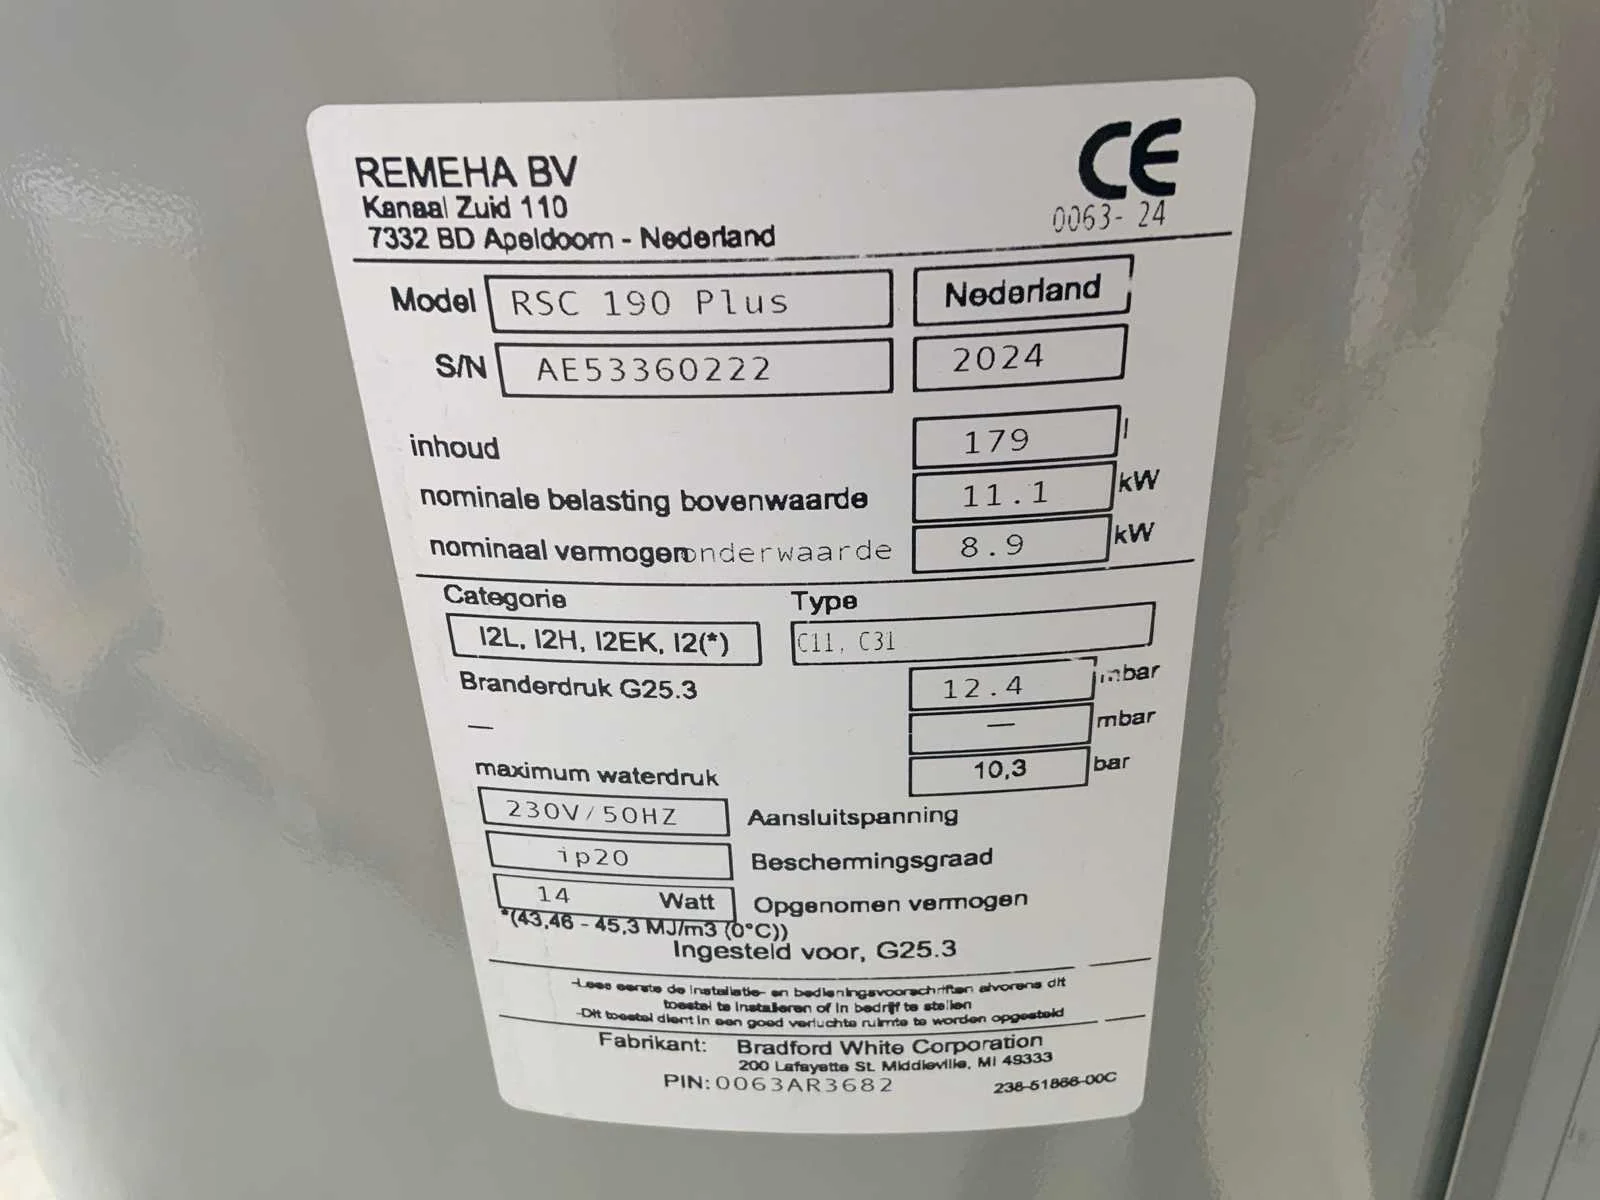 REMEHA BV
Kanaal Zuid 110
7332 BD Apeldoorn - Nederland
CE
0063- 24
Model RSC 190 Plus Nederland
S/N AE53360222 2024
inhoud 179 l
nominale belasting bovenwaarde 11.1 kW
nominaal vermogen onderwaarde 8.9 kW
Categorie Type
I2L, I2H, I2EK, I2(*) C11, C31
Branderdruk G25.3 12.4 mbar
— — mbar
maximum waterdruk 10,3 bar
230V/50HZ Aansluitspanning
ip20 Beschermingsgraad
14 Watt Opgenomen vermogen
*(43,46 - 45,3 MJ/m3 (0°C))
Ingesteld voor, G25.3
-Lees eerste de Installatie- en bedieningsvoorschriften alvorens dit
toestel te Installeren of In bedrijf te stellen
-Dit toestel dient In een goed verluchte ruimte te worden opgesteld
Fabrikant: Bradford White Corporation
200 Lafayette St. Middleville, MI 49333
PIN: 0063AR3682 238-51866-00C